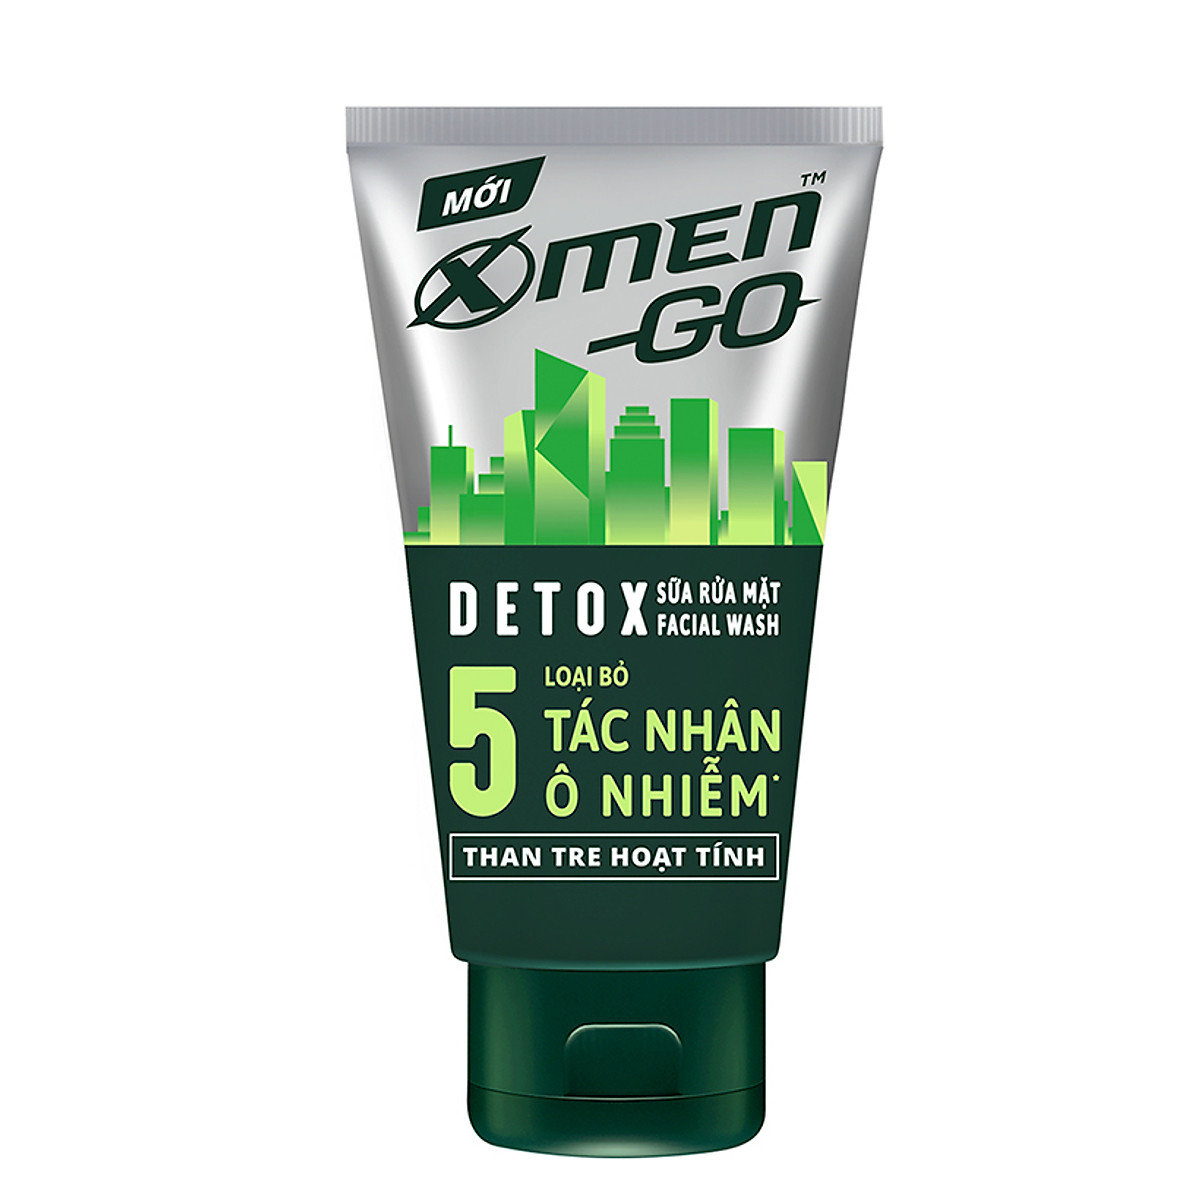 MỚI
XMEN™
GO
DETOX SỮA RỬA MẶT
FACIAL WASH
5 LOẠI BỎ
TÁC NHÂN
Ô NHIỄM*
THAN TRE HOẠT TÍNH